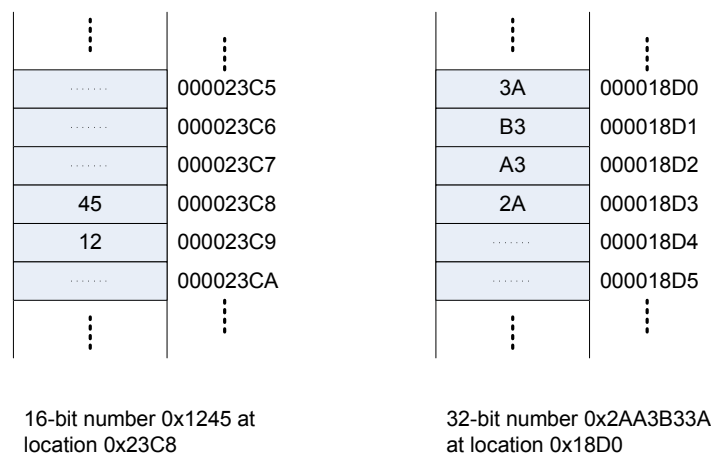 ....... 000023C5
....... 000023C6
....... 000023C7
45 000023C8
12 000023C9
....... 000023CA
16-bit number 0x1245 at
location 0x23C8
3A 000018D0
B3 000018D1
A3 000018D2
2A 000018D3
....... 000018D4
....... 000018D5
32-bit number 0x2AA3B33A
at location 0x18D0